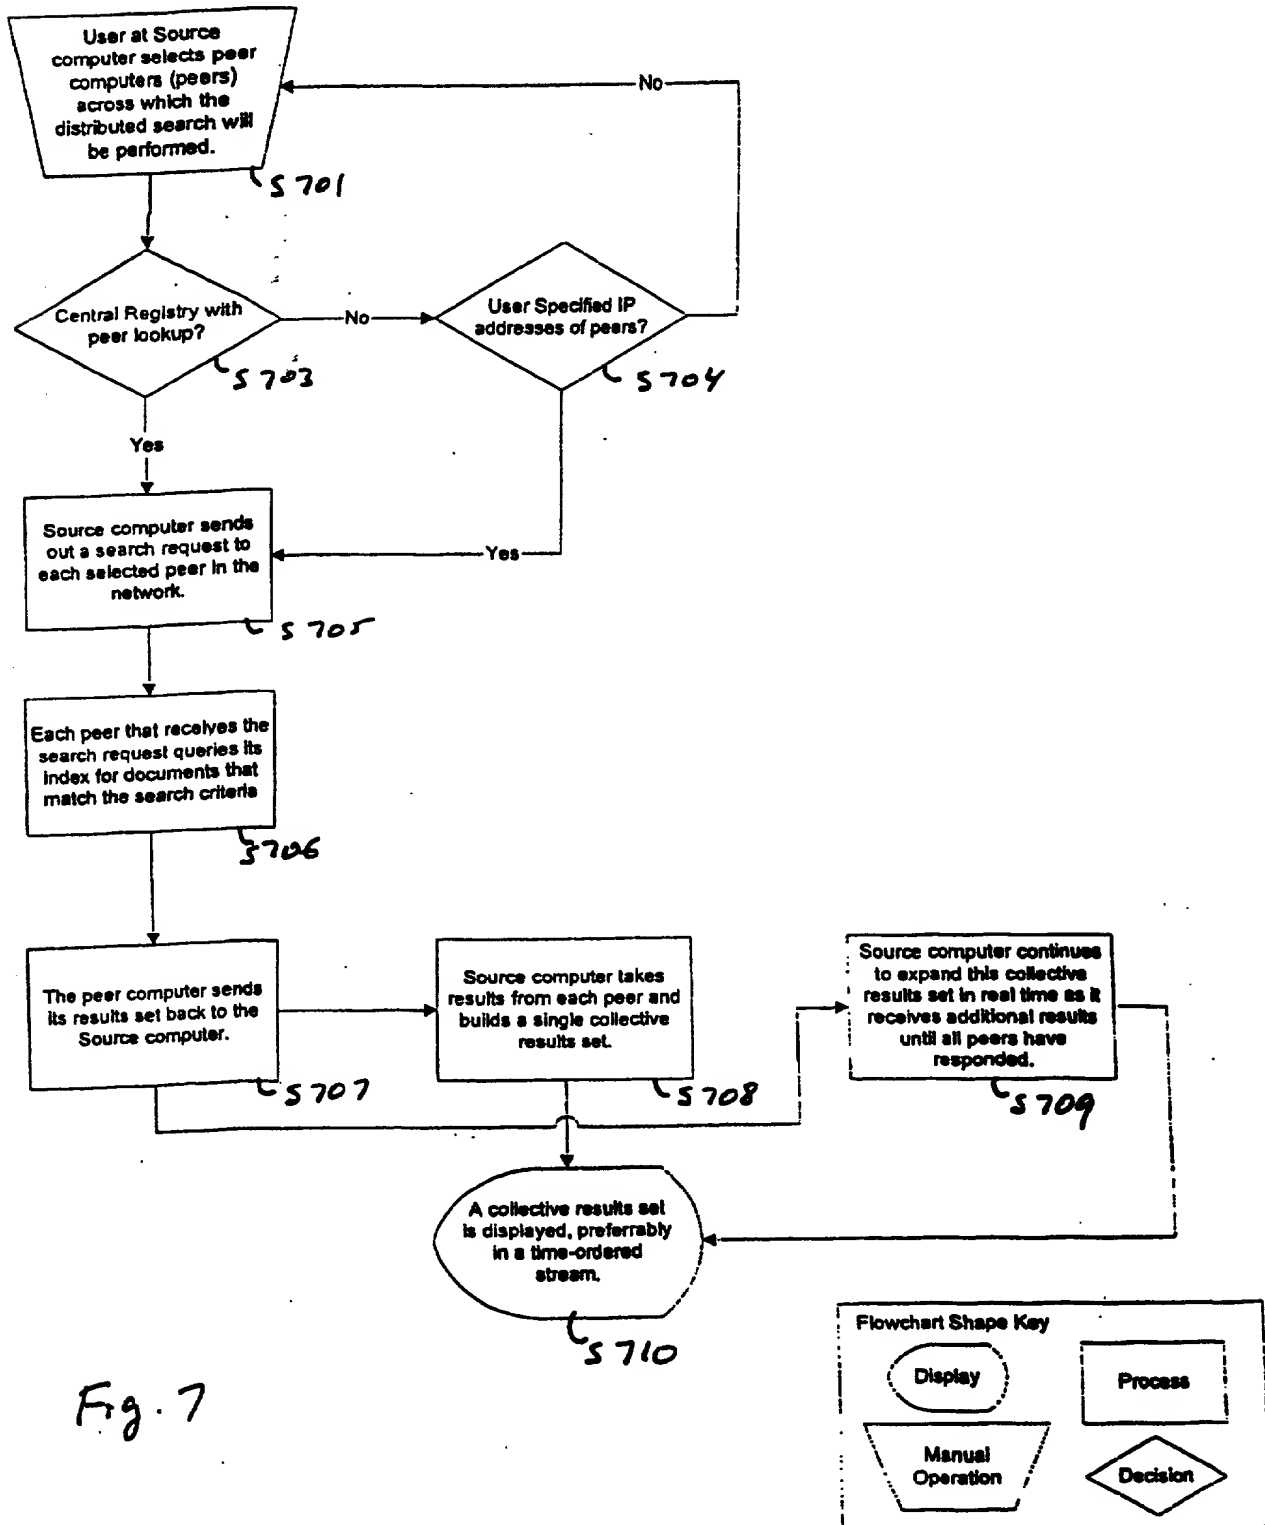 User at Source
computer selects peer
computers (peers)
across which the
distributed search will
be performed.
S701
No
Central Registry with
peer lookup?
S703
No
User Specified IP
addresses of peers?
S704
Yes
Source computer sends
out a search request to
each selected peer in the
network.
S705
Yes
Each peer that receives the
search request queries its
index for documents that
match the search criteria
S706
The peer computer sends
its results set back to the
Source computer.
S707
Source computer takes
results from each peer and
builds a single collective
results set.
S708
Source computer continues
to expand this collective
results set in real time as it
receives additional results
until all peers have
responded.
S709
A collective results set
is displayed, preferrably
in a time-ordered
stream.
S710
Fig. 7
Flowchart Shape Key
Display
Process
Manual
Operation
Decision